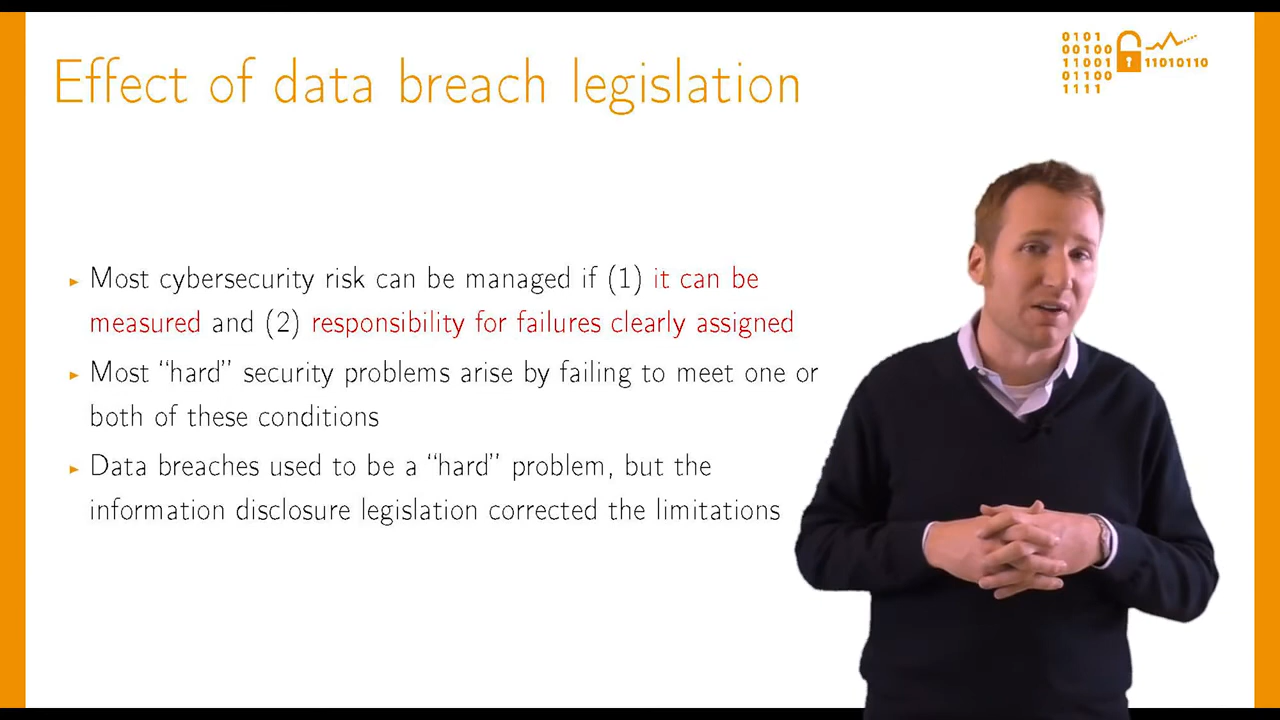 Effect of data breach legislation
0101
00100
11001
01100
1111
11010110
► Most cybersecurity risk can be managed if (1) it can be
measured and (2) responsibility for failures clearly assigned
► Most “hard” security problems arise by failing to meet one or
both of these conditions
► Data breaches used to be a “hard” problem, but the
information disclosure legislation corrected the limitations